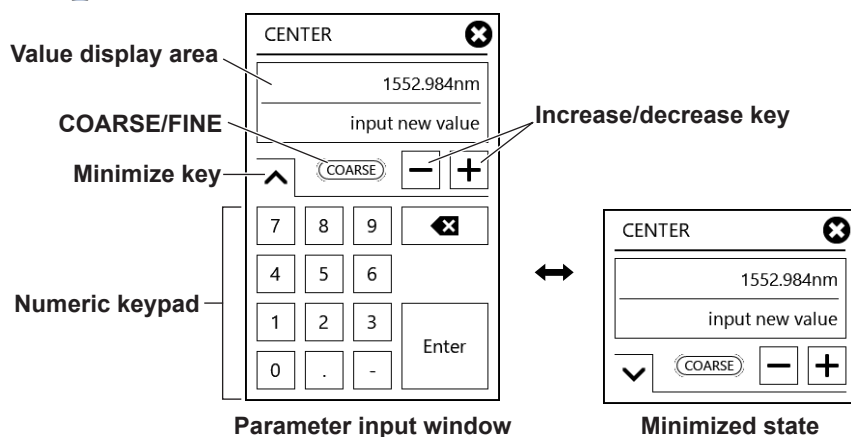 CENTER
Value display area
1552.984nm
input new value
COARSE/FINE
Increase/decrease key
Minimize key
COARSE
7 8 9
4 5 6
1 2 3
0 . -
Enter
Numeric keypad
Parameter input window
CENTER
1552.984nm
input new value
COARSE
Minimized state